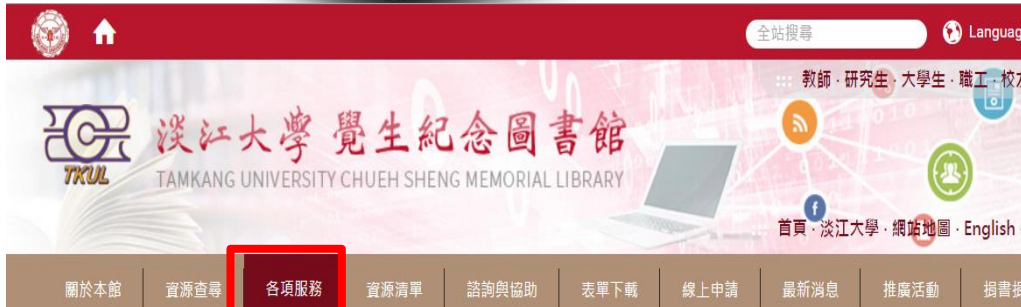 全站搜尋 Languag
教師 · 研究生 · 大學生 · 職工 · 校友
淡江大學 覺生紀念圖書館
TKUL TAMKANG UNIVERSITY CHUEH SHENG MEMORIAL LIBRARY
首頁 · 淡江大學 · 網站地圖 · English
關於本館 資源查尋 各項服務 資源清單 諮詢與協助 表單下載 線上申請 最新消息 推廣活動 捐書